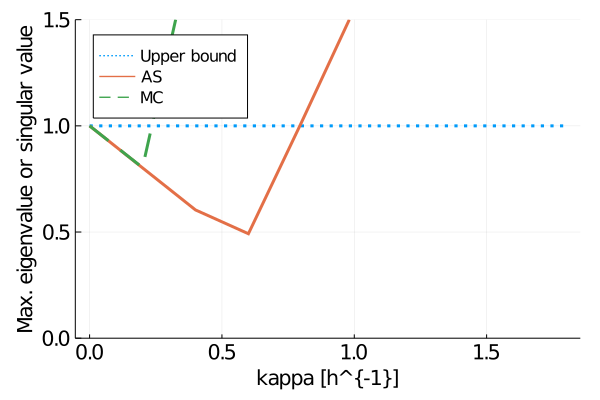 1.5
1.0
0.5
0.0
Max. eigenvalue or singular value
Upper bound
AS
MC
0.0 0.5 1.0 1.5
kappa [h^{-1}]